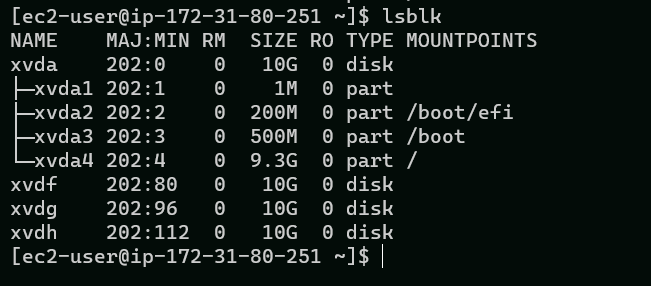 [ec2-user@ip-172-31-80-251 ~]$ lsblk
NAME    MAJ:MIN RM  SIZE RO TYPE MOUNTPOINTS
xvda    202:0    0   10G  0 disk
├─xvda1 202:1    0    1M  0 part
├─xvda2 202:2    0  200M  0 part /boot/efi
├─xvda3 202:3    0  500M  0 part /boot
└─xvda4 202:4    0  9.3G  0 part /
xvdf    202:80   0   10G  0 disk
xvdg    202:96   0   10G  0 disk
xvdh    202:112  0   10G  0 disk
[ec2-user@ip-172-31-80-251 ~]$